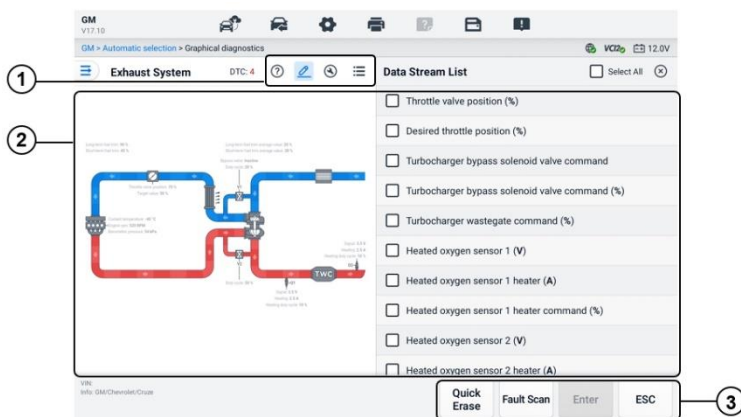 GM
V17.10
GM > Automatic selection > Graphical diagnostics
VCI2 12.0V
Exhaust System DTC: 4
Data Stream List Select All
1
2
Throttle valve position (%)
Desired throttle position (%)
Turbocharger bypass solenoid valve command
Turbocharger bypass solenoid valve command (%)
Turbocharger wastegate command (%)
Heated oxygen sensor 1 (V)
Heated oxygen sensor 1 heater (A)
Heated oxygen sensor 1 heater command (%)
Heated oxygen sensor 2 (V)
Heated oxygen sensor 2 heater (A)
TWC
VIN:
Info: GM/Chevrolet/Cruze
Quick
Erase
Fault Scan
Enter
ESC
3